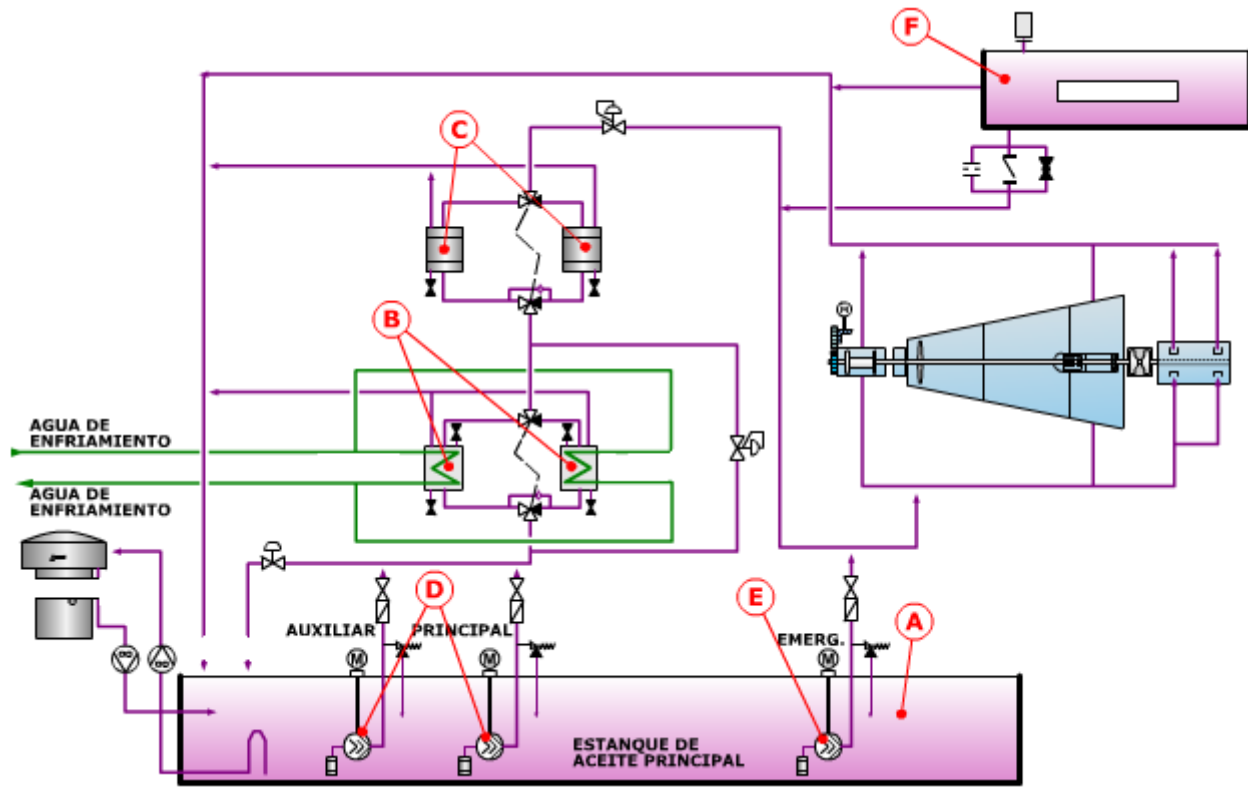 F
C
B
AGUA DE
ENFRIAMIENTO
AGUA DE
ENFRIAMIENTO
M
D
E
A
AUXILIAR
PRINCIPAL
EMERG.
M
M
M
ESTANQUE DE
ACEITE PRINCIPAL